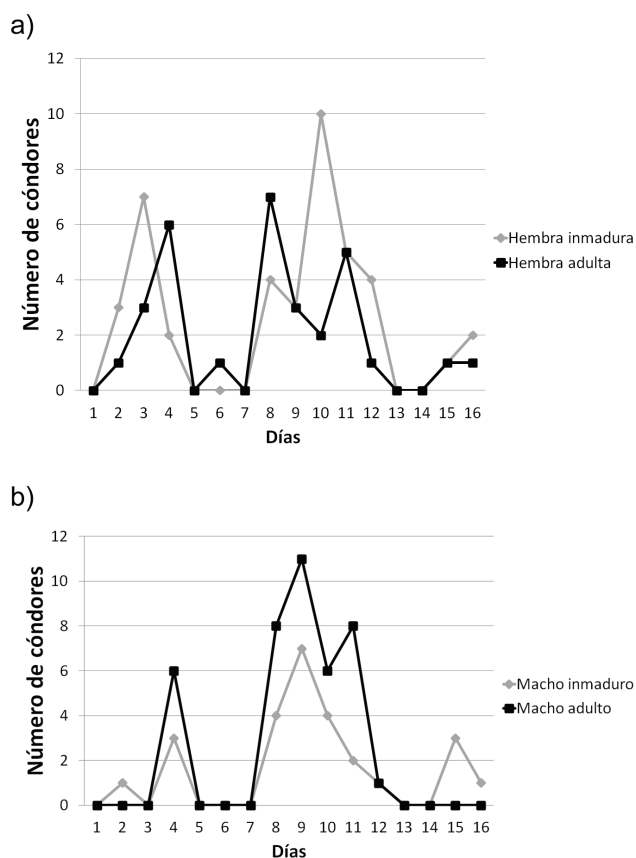 a)
12
10
8
6
4
2
0
Número de cóndores
1 2 3 4 5 6 7 8 9 10 11 12 13 14 15 16
Días
Hembra inmadura
Hembra adulta
b)
12
10
8
6
4
2
0
Número de cóndores
1 2 3 4 5 6 7 8 9 10 11 12 13 14 15 16
Días
Macho inmaduro
Macho adulto